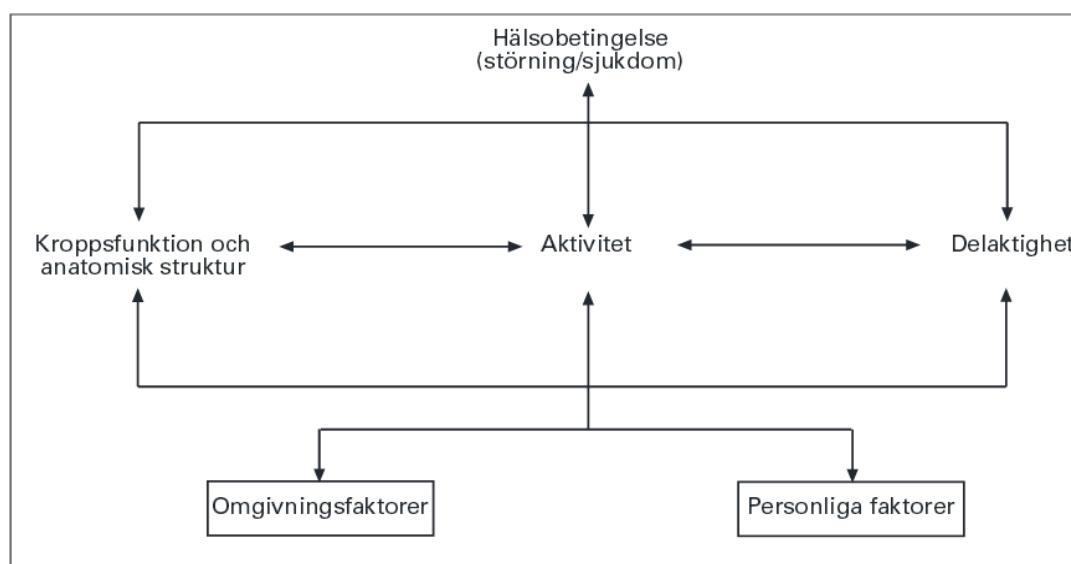 Hälsobetingelse
(störning/sjukdom)
Kroppsfunktion och
anatomisk struktur
Aktivitet
Delaktighet
Omgivningsfaktorer
Personliga faktorer